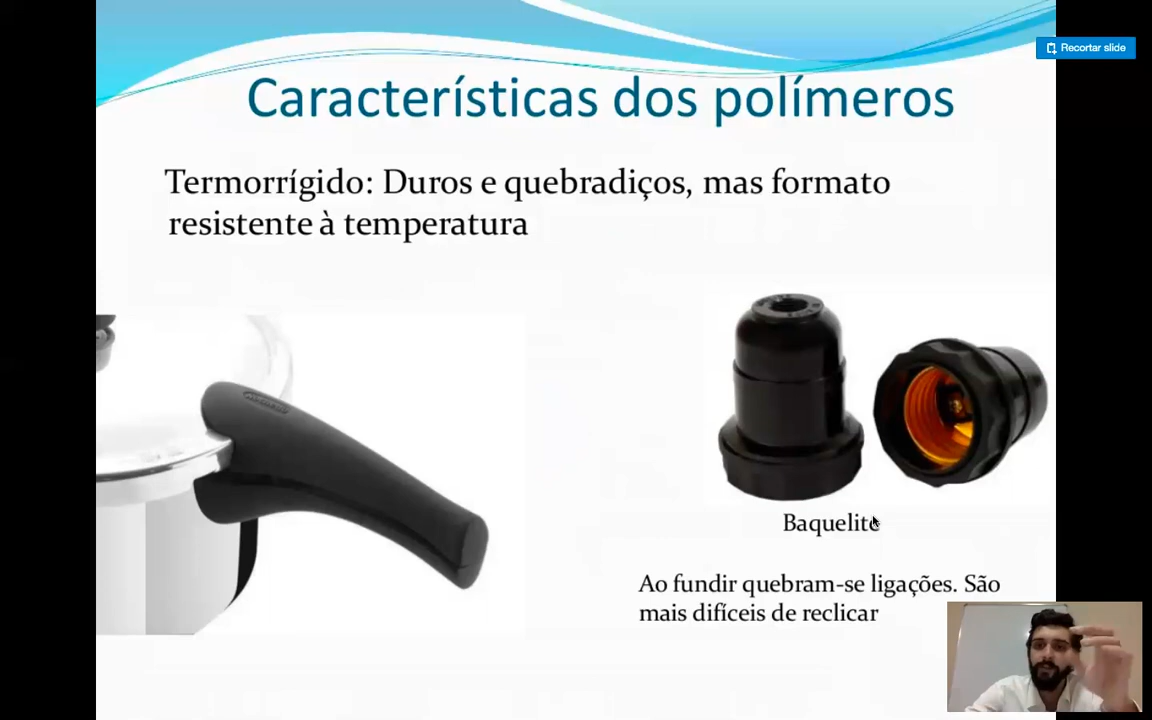 Recortar slide
Características dos polímeros
Termorrígido: Duros e quebradiços, mas formato
resistente à temperatura
Baquelite
Ao fundir quebram-se ligações. São
mais difíceis de reclicar